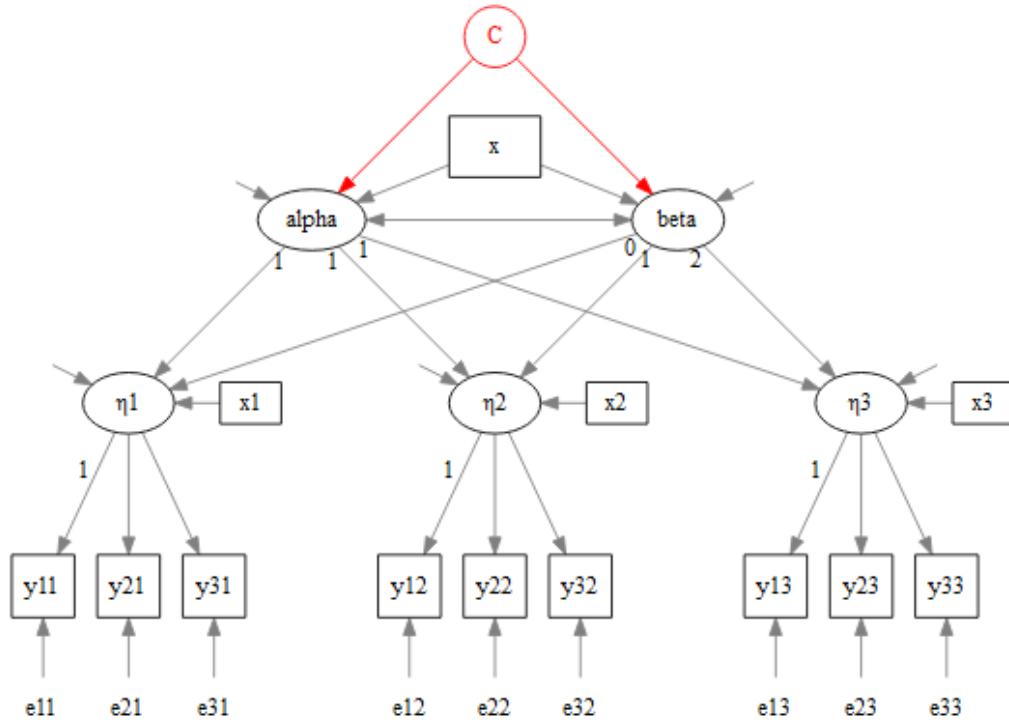 C
x
alpha beta
1 1 1 0 1 2
η1 x1 η2 x2 η3 x3
1 1 1
y11 y21 y31 y12 y22 y32 y13 y23 y33
e11 e21 e31 e12 e22 e32 e13 e23 e33